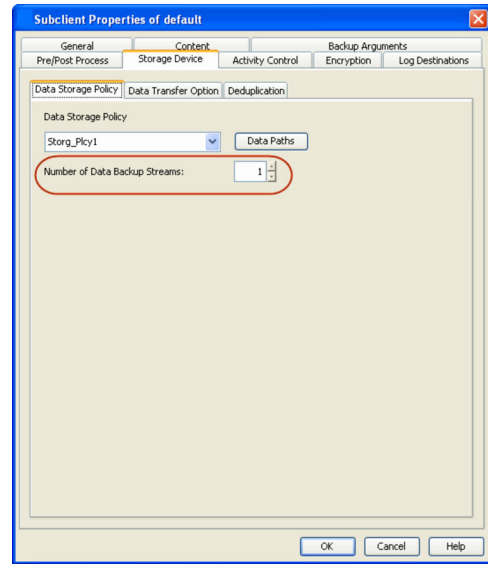 Subclient Properties of default
General Content Backup Arguments
Pre/Post Process Storage Device Activity Control Encryption Log Destinations
Data Storage Policy Data Transfer Option Deduplication
Data Storage Policy
Storg_Plcy1 Data Paths
Number of Data Backup Streams: 1
OK Cancel Help